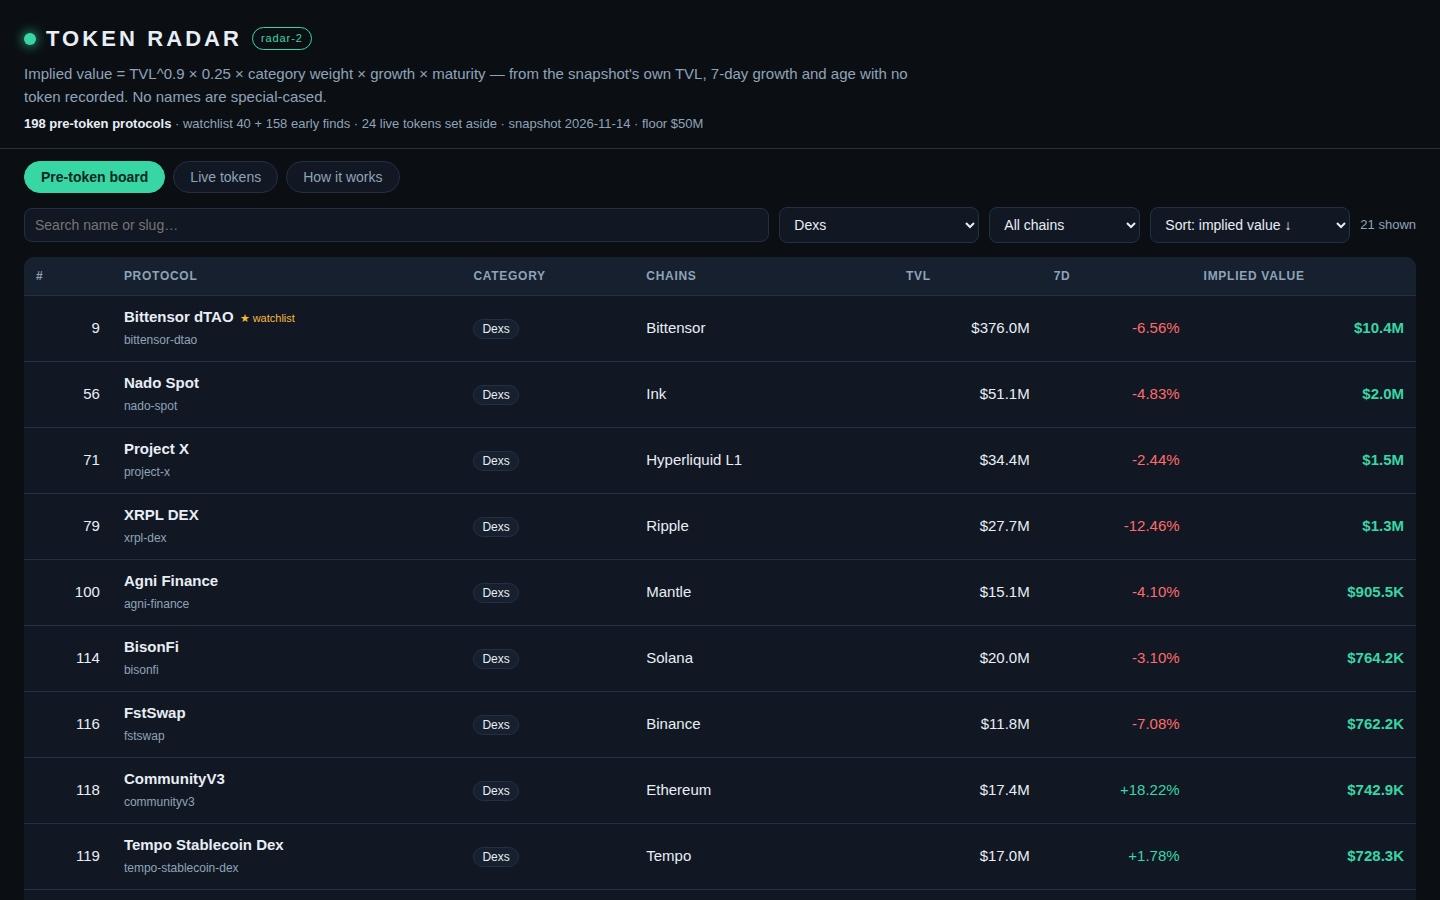 TOKEN RADAR radar-2
Implied value = TVL^0.9 × 0.25 × category weight × growth × maturity — from the snapshot's own TVL, 7-day growth and age with no
token recorded. No names are special-cased.
198 pre-token protocols · watchlist 40 + 158 early finds · 24 live tokens set aside · snapshot 2026-11-14 · floor $50M
Pre-token board Live tokens How it works
Search name or slug… Dexs All chains Sort: implied value ↓ 21 shown
# PROTOCOL CATEGORY CHAINS TVL 7D IMPLIED VALUE
9 Bittensor dTAO ★ watchlist Dexs Bittensor $376.0M -6.56% $10.4M
bittensor-dtao
56 Nado Spot Dexs Ink $51.1M -4.83% $2.0M
nado-spot
71 Project X Dexs Hyperliquid L1 $34.4M -2.44% $1.5M
project-x
79 XRPL DEX Dexs Ripple $27.7M -12.46% $1.3M
xrpl-dex
100 Agni Finance Dexs Mantle $15.1M -4.10% $905.5K
agni-finance
114 BisonFi Dexs Solana $20.0M -3.10% $764.2K
bisonfi
116 FstSwap Dexs Binance $11.8M -7.08% $762.2K
fstswap
118 CommunityV3 Dexs Ethereum $17.4M +18.22% $742.9K
communityv3
119 Tempo Stablecoin Dex Dexs Tempo $17.0M +1.78% $728.3K
tempo-stablecoin-dex